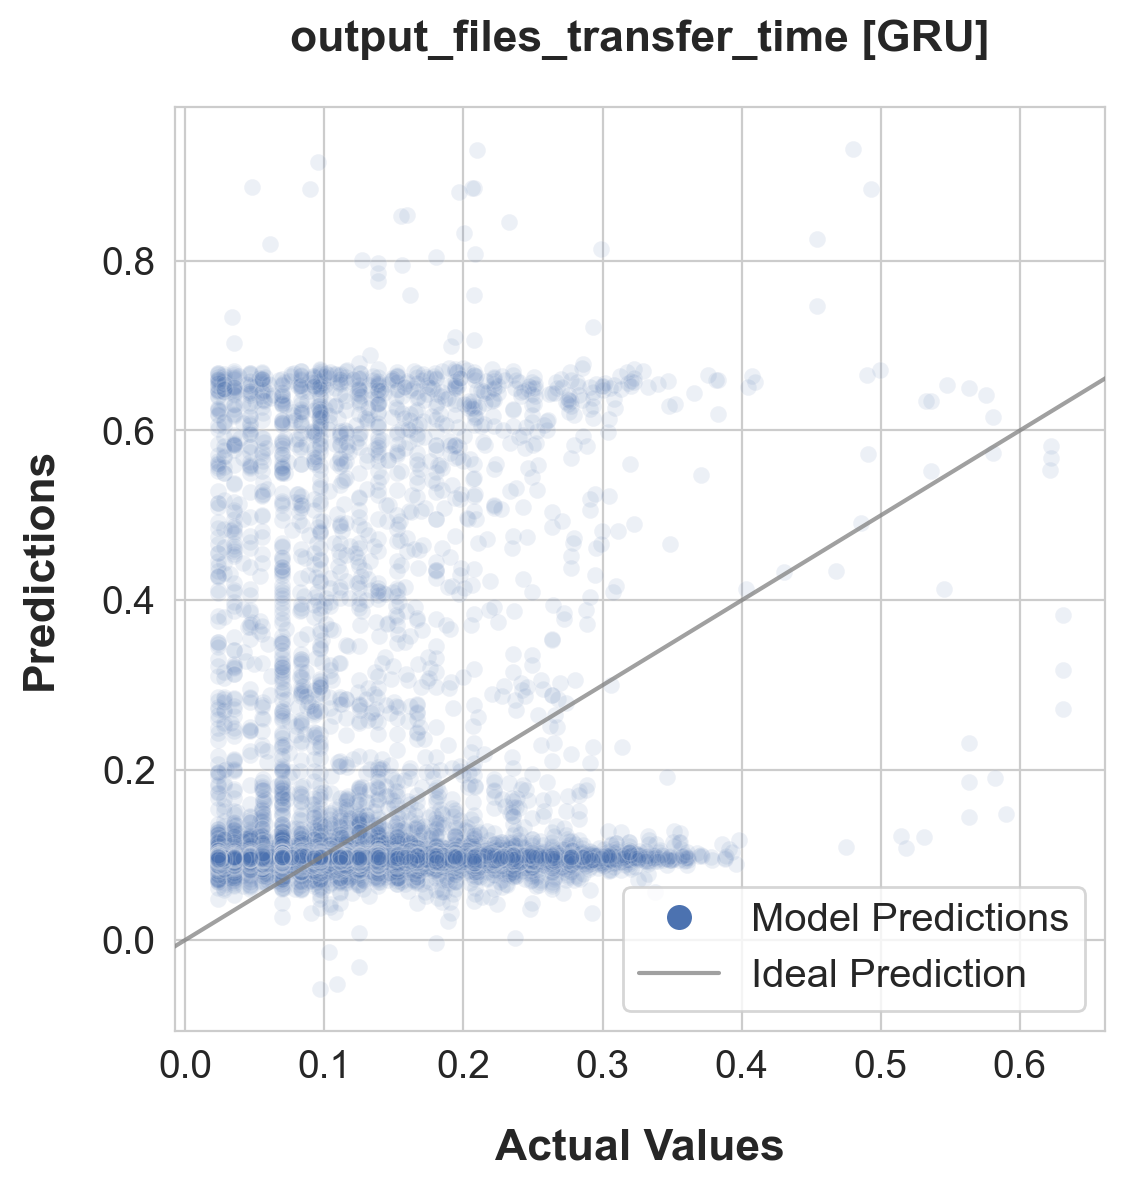 output_files_transfer_time [GRU]
Predictions
0.8
0.6
0.4
0.2
0.0
Model Predictions
Ideal Prediction
0.0 0.1 0.2 0.3 0.4 0.5 0.6
Actual Values